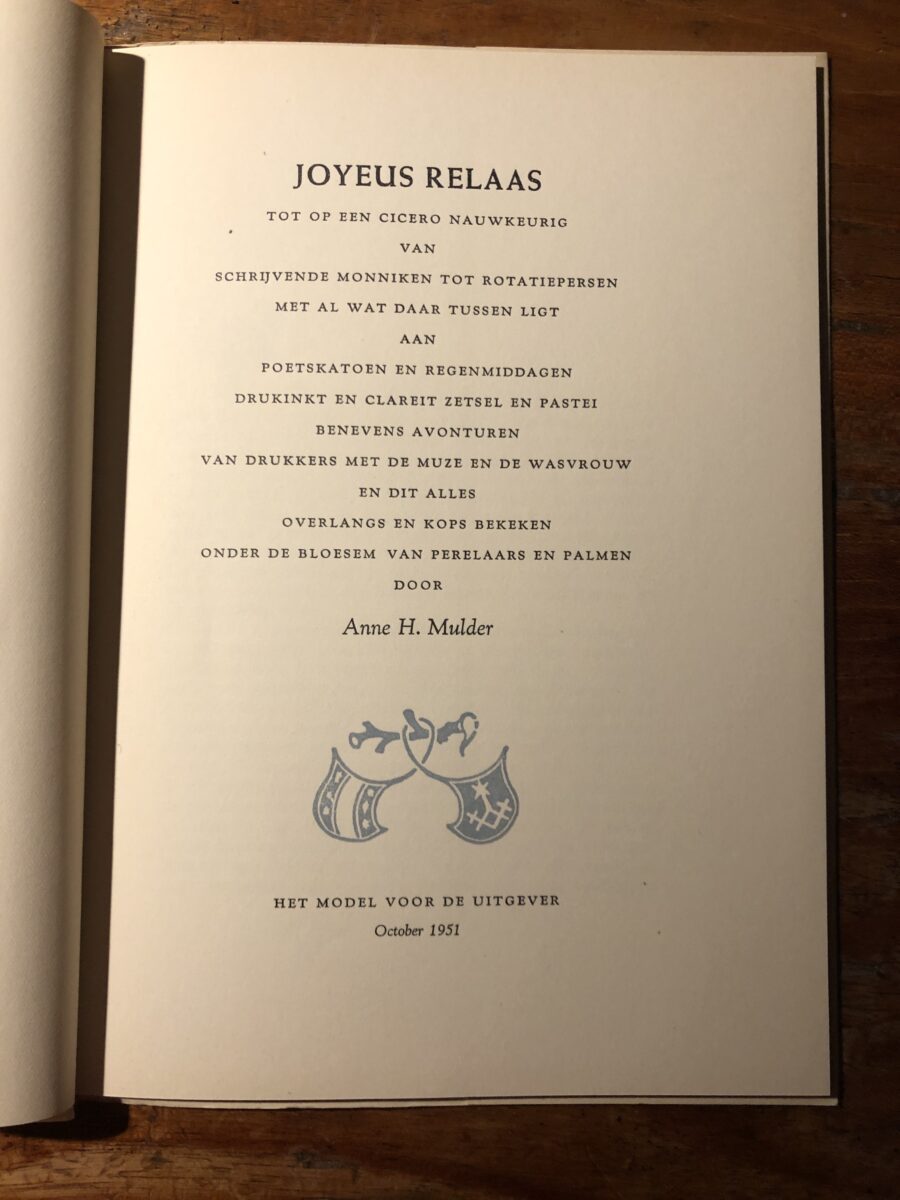 JOYEUS RELAAS
TOT OP EEN CICERO NAUWKEURIG
VAN
SCHRIJVENDE MONNIKEN TOT ROTATIEPERSEN
MET AL WAT DAAR TUSSEN LIGT
AAN
POETSKATOEN EN REGENMIDDAGEN
DRUKINKT EN CLAREIT ZETSEL EN PASTEI
BENEVENS AVONTUREN
VAN DRUKKERS MET DE MUZE EN DE WASVROUW
EN DIT ALLES
OVERLANGS EN KOPS BEKEKEN
ONDER DE BLOESEM VAN PERELAARS EN PALMEN
DOOR
Anne H. Mulder
HET MODEL VOOR DE UITGEVER
October 1951